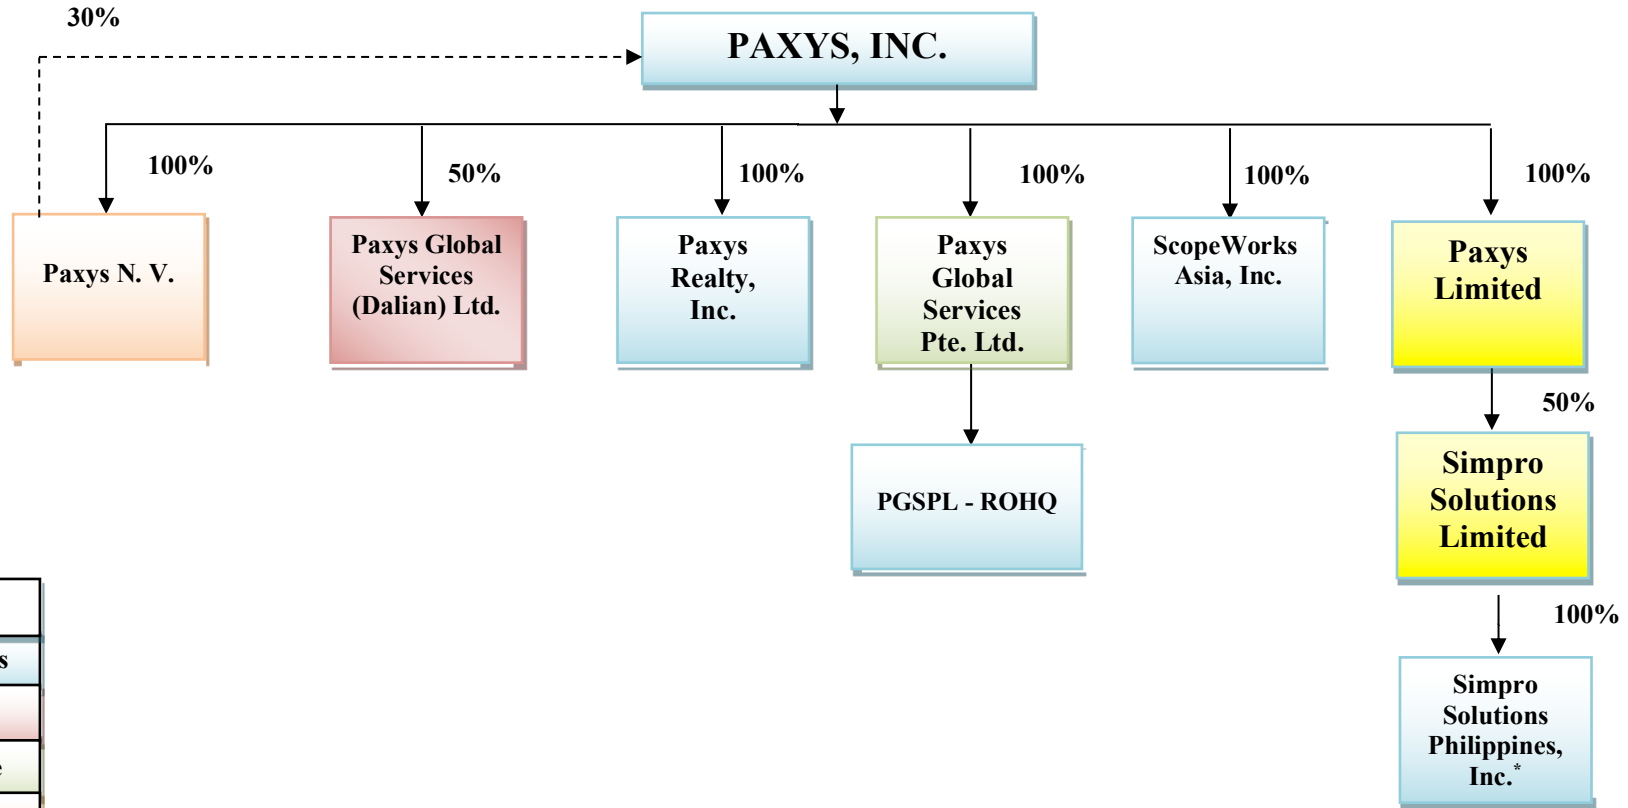 30%
PAXYS, INC.
100%
50%
100%
100%
100%
100%
Paxys N. V.
Paxys Global
Services
(Dalian) Ltd.
Paxys
Realty,
Inc.
Paxys
Global
Services
Pte. Ltd.
ScopeWorks
Asia, Inc.
Paxys
Limited
50%
PGSPL - ROHQ
Simpro
Solutions
Limited
100%
Simpro
Solutions
Philippines,
Inc.*